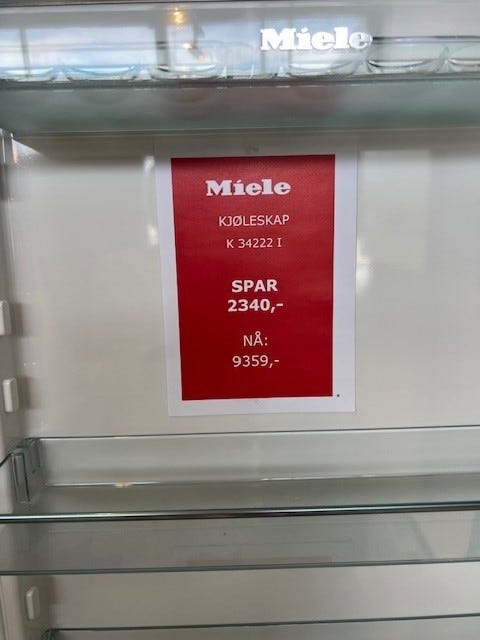 Miele
Miele
KJØLESKAP
K 34222 I
SPAR
2340,-
NÅ:
9359,-